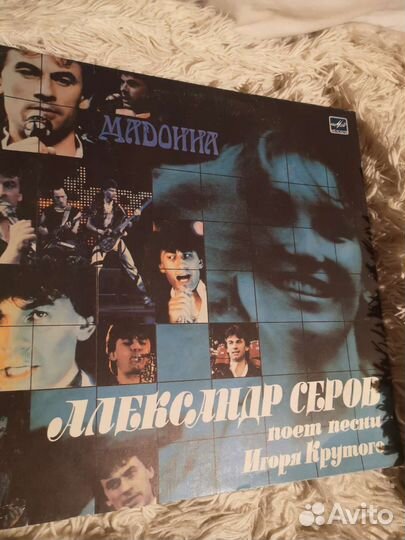 МАДОННА
АЛЕКСАНДР СЕРОВ
поет песни
Игоря Крутого
Avito